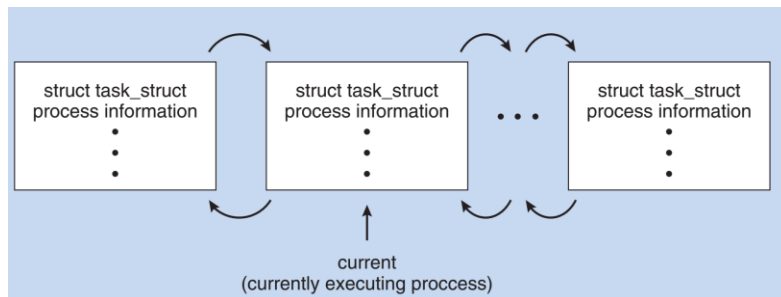 struct task_struct
process information
•
•
•
struct task_struct
process information
•
•
•
• • •
struct task_struct
process information
•
•
•
current
(currently executing proccess)